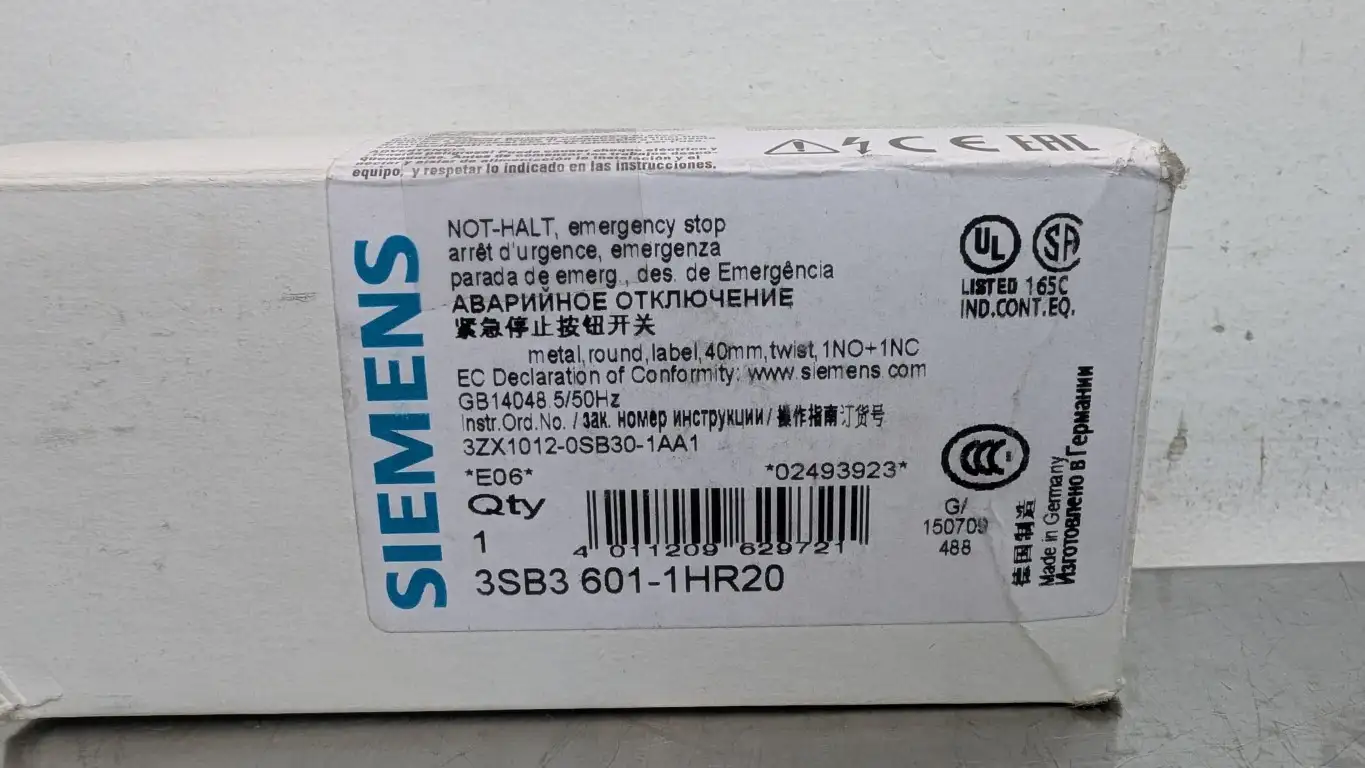 equipo, y respetar lo indicado en las instrucciones.
CE EAC
SIEMENS
NOT-HALT, emergency stop
arrêt d'urgence, emergenza
parada de emerg., des. de Emergência
АВАРИЙНОЕ ОТКЛЮЧЕНИЕ
紧急停止按钮开关
metal,round,label,40mm,twist,1NO+1NC
EC Declaration of Conformity: www.siemens.com
GB14048.5/50Hz
Instr.Ord.No. / зак. номер инструкции / 操作指南订货号
3ZX1012-0SB30-1AA1
*E06* *02493923*
Qty
1
4 011209 629721
3SB3 601-1HR20
UL SA
LISTED 165C
IND.CONT.EQ.
CCC
G/
150709
488
德国制造
Made in Germany
Изготовлено в Германии